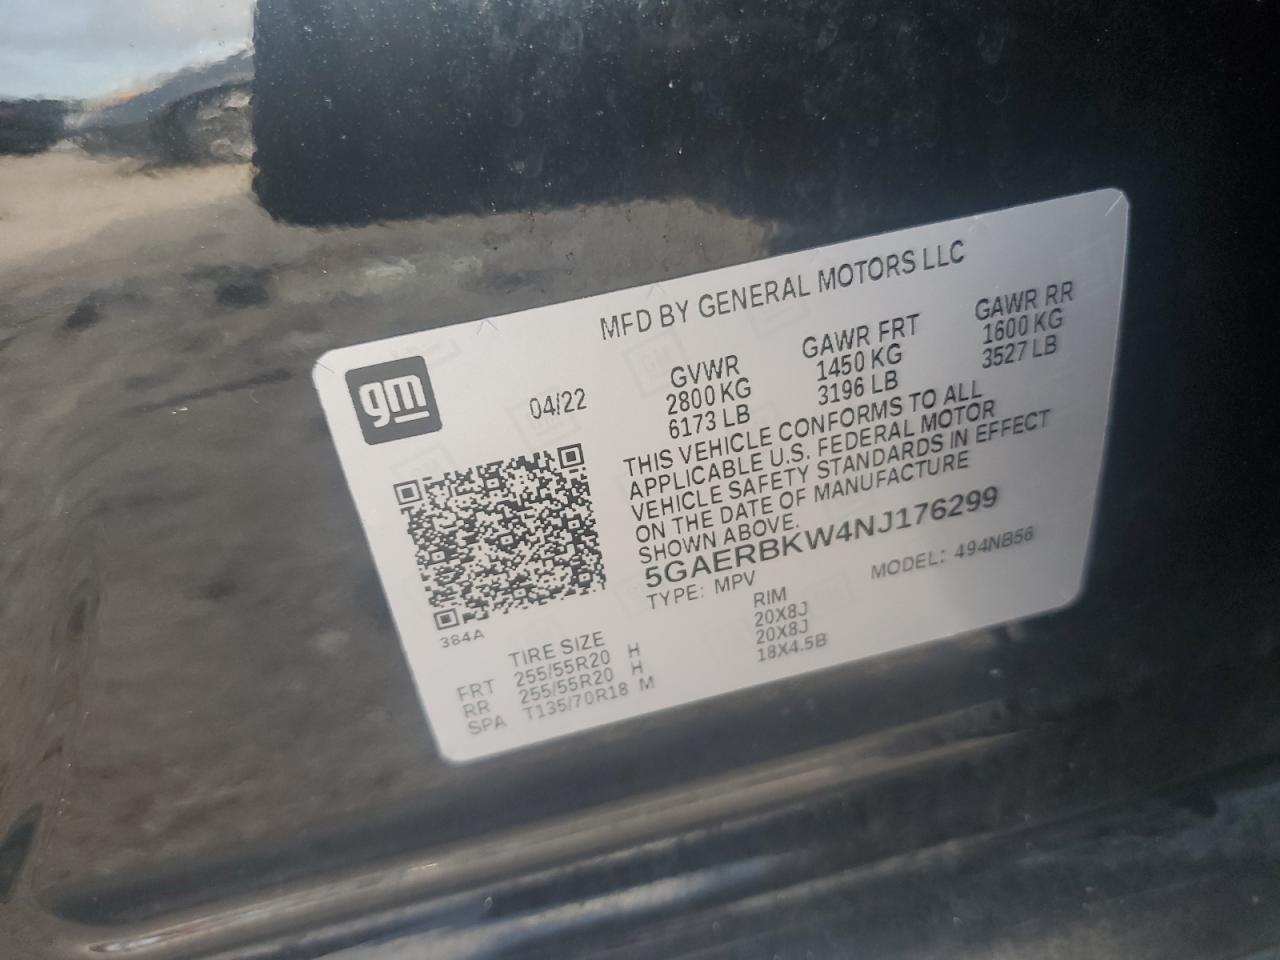 MFD BY GENERAL MOTORS LLC
gm
04/22
GVWR GAWR FRT GAWR RR
2800 KG 1450 KG 1600 KG
6173 LB 3196 LB 3527 LB
THIS VEHICLE CONFORMS TO ALL
APPLICABLE U.S. FEDERAL MOTOR
VEHICLE SAFETY STANDARDS IN EFFECT
ON THE DATE OF MANUFACTURE
SHOWN ABOVE.
5GAERBKW4NJ176299
TYPE: MPV MODEL: 494NB56
384A
TIRE SIZE RIM
FRT 255/55R20 H 20X8J
RR 255/55R20 H 20X8J
SPA T135/70R18 M 18X4.5B